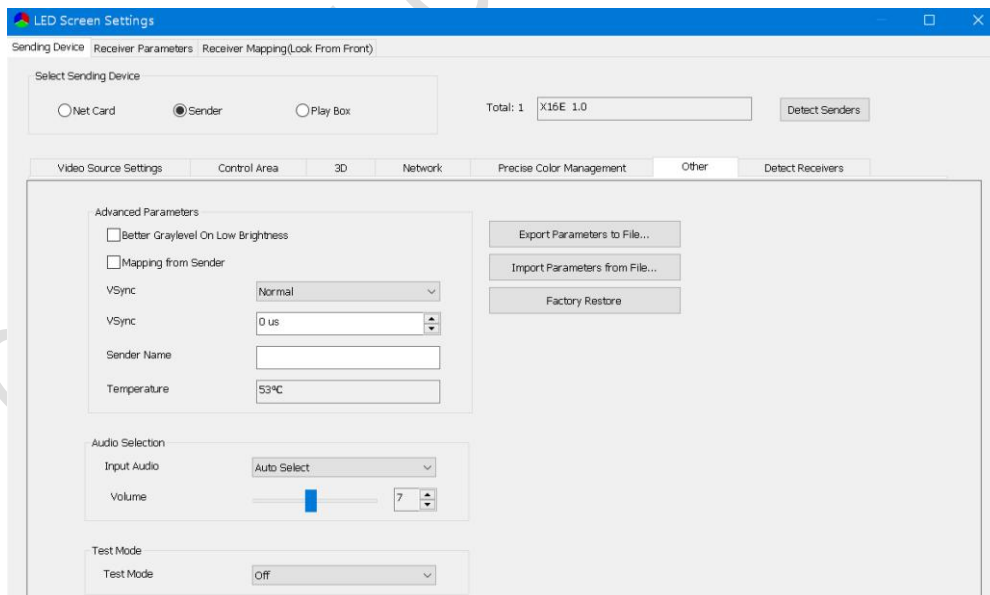 LED Screen Settings
Sending Device Receiver Parameters Receiver Mapping(Look From Front)
Select Sending Device
Net Card Sender Play Box
Total: 1 X16E 1.0 Detect Senders
Video Source Settings Control Area 3D Network Precise Color Management Other Detect Receivers
Advanced Parameters
Better Graylevel On Low Brightness
Export Parameters to File...
Mapping from Sender
Import Parameters from File...
VSync Normal
Factory Restore
VSync 0 us
Sender Name
Temperature 53℃
Audio Selection
Input Audio Auto Select
Volume 7
Test Mode
Test Mode Off